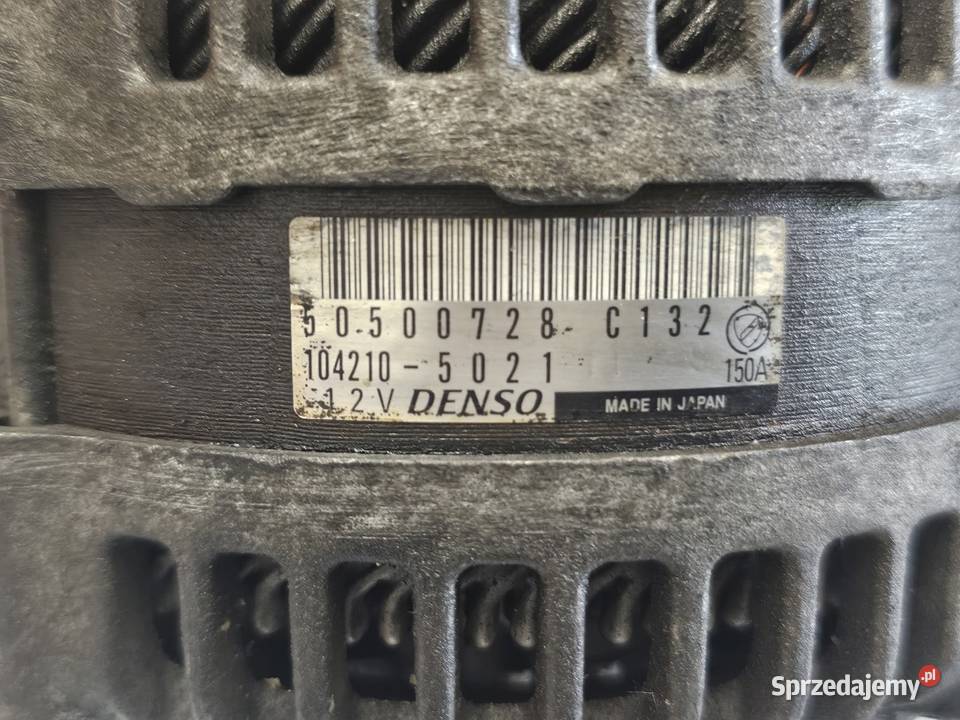 50500728 C132
104210-5021 150A
12V DENSO MADE IN JAPAN
Sprzedajemy.pl